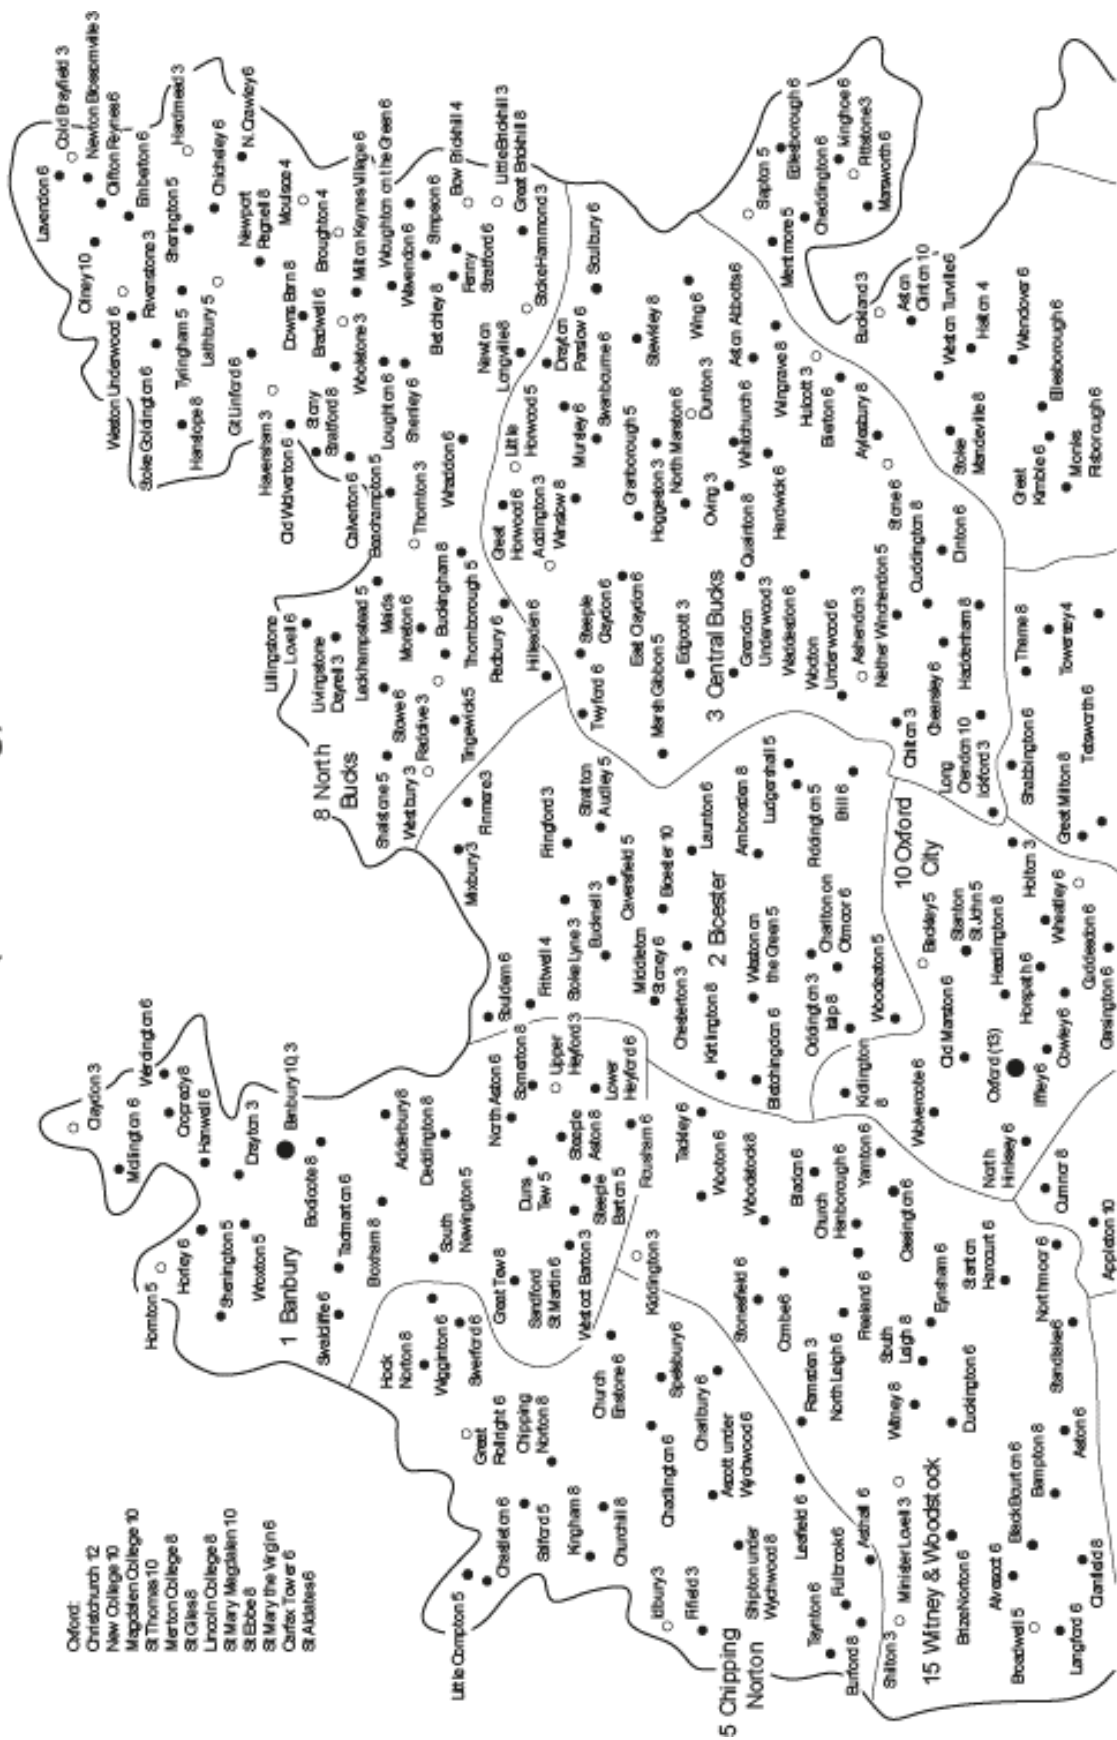 Oxford:
Christchurch 12
New College 10
Magdalen College 10
St Thomas 10
Merton College 8
St Giles 8
Lincoln College 8
St Mary Magdalen 10
St Ebbe 8
St Mary the Virgin 6
Carfax Tower 6
St Aldates 6
1 Banbury
Claydon 3
Mollington 6
Wardington 6
Cropredy 8
Hanwell 6
Drayton 3
Banbury 10,3
Hornton 5
Horley 6
Shenington 5
Wroxton 5
Bodicote 8
Tadmarton 6
Swalcliffe 6
Bloxham 8
Adderbury 8
Deddington 8
South
Newington 5
North Aston 6
Somerton 8
Upper
Heyford 3
Lower
Heyford 6
Duns
Tew 5
Steeple
Aston 8
Steeple
Barton 5
Rousham 6
Great Tew 8
Sandford
St Martin 6
Westcot Barton 3
Kiddington 3
5 Chipping
Norton
Hook
Norton 8
Wigginton 6
Swerford 6
Great
Rollright 6
Chipping
Norton 8
Little Compton 5
Chastleton 6
Salford 5
Kingham 8
Churchill 8
Church
Enstone 6
Spelsbury 6
Chadlington 6
Charlbury 6
Ascott under
Wychwood 6
Idbury 3
Fifield 3
Shipton under
Wychwood 8
Leafield 6
Taynton 6
Fulbrook 6
Burford 8
Asthall 6
15 Witney & Woodstock
Tackley 6
Wooton 6
Woodstock 8
Bladon 6
Church
Hanborough 6
Yarnton 6
Cassington 6
Stonesfield 6
Combe 6
Freeland 6
Ramsden 3
North Leigh 6
South
Leigh 8
Eynsham 6
Stanton
Harcourt 6
Northmoor 6
Standlake 6
Witney 8
Ducklington 6
Minister Lovell 3
Shilton 3
Brize Norton 6
Alvescot 6
Black Bourton 6
Bampton 8
Aston 6
Broadwell 5
Langford 6
Clanfield 8
Cumnor 8
Appleton 10
2 Bicester
Mixbury 3
Finmere 3
Fringford 3
Stratton
Audley 5
Souldern 6
Fritwell 4
Stoke Lyne 3
Bucknell 3
Caversfield 5
Bicester 10
Middleton
Stoney 6
Chesterton 3
Launton 6
Ambrosden 8
Ludgershall 5
Piddington 5
Brill 6
Kirtlington 8
Weston on
the Green 5
Bletchingdon 6
Charlton on
Otmoor 6
Oddington 3
Islip 8
Woodeaton 5
10 Oxford
City
Kidlington
8
Wolvercote 6
Old Marston 6
Beckley 5
Stanton
St John 5
Headington 8
Oxford (13)
Iffley 6
Cowley 6
Horspath 6
Wheatley 6
Holton 3
Cuddesdon 6
Garsington 6
North
Hinksey 6
Great Milton 8
8 North
Bucks
Lillingstone
Lovell 6
Livingstone
Dayrell 3
Leckhampstead 5
Maids
Moreton 6
Stowe 6
Shalstone 5
Westbury 3
Radclive 3
Buckingham 8
Tingewick 5
Thornborough 5
Padbury 6
Hillesden 6
Thornton 3
Beachampton 5
Calverton 6
Whaddon 6
Old Wolverton 6
Haversham 3
Stony
Stratford 8
Loughton 6
Shenley 6
Woolstone 3
Bradwell 6
Downs Barn 8
Gt Linford 6
Hanslope 8
Stoke Goldington 6
Weston Underwood 6
Ravenstone 3
Tyringham 5
Lathbury 5
Olney 10
Lavendon 6
Cold Brayfield 3
Newton Blossomville 3
Clifton Reynes 6
Emberton 6
Hardmead 3
Sherington 5
Chicheley 6
N. Crawley 6
Newport
Pagnell 8
Moulsoe 4
Broughton 4
Milton Keynes Village 6
Woughton on the Green 6
Wavendon 6
Simpson 6
Bow Brickhill 4
Little Brickhill 3
Great Brickhill 8
Bletchley 8
Fenny
Stratford 6
Stoke Hammond 3
Newton
Longville 8
3 Central Bucks
Great
Horwood 6
Little
Horwood 5
Addington 3
Winslow 8
Mursley 6
Drayton
Parslow 6
Swanbourne 6
Soulbury 6
Stewkley 8
Wing 6
Dunton 3
Granborough 5
Hoggeston 3
North Marston 6
Oving 3
Whitchurch 6
Aston Abbotts 6
Wingrave 8
Hulcott 3
Bierton 6
Aylesbury 8
Hardwick 6
Quainton 8
Steeple
Claydon 6
East Claydon 6
Twyford 6
Marsh Gibbon 5
Edgcott 3
Grendon
Underwood 3
Waddesdon 6
Wooton
Underwood 6
Ashendon 3
Nether Winchendon 5
Stone 6
Cuddington 8
Dinton 6
Haddenham 8
Chearsley 6
Chilton 3
Long
Crendon 10
Ickford 3
Shabbington 6
Thame 8
Towersey 4
Tetsworth 6
Slapton 5
Edlesborough 6
Mentmore 5
Cheddington 6
Ivinghoe 6
Pitstone 3
Marsworth 6
Buckland 3
Aston
Clinton 10
Weston Turville 6
Halton 4
Wendover 6
Stoke
Mandeville 8
Great
Kimble 6
Ellesborough 6
Monks
Risborough 6